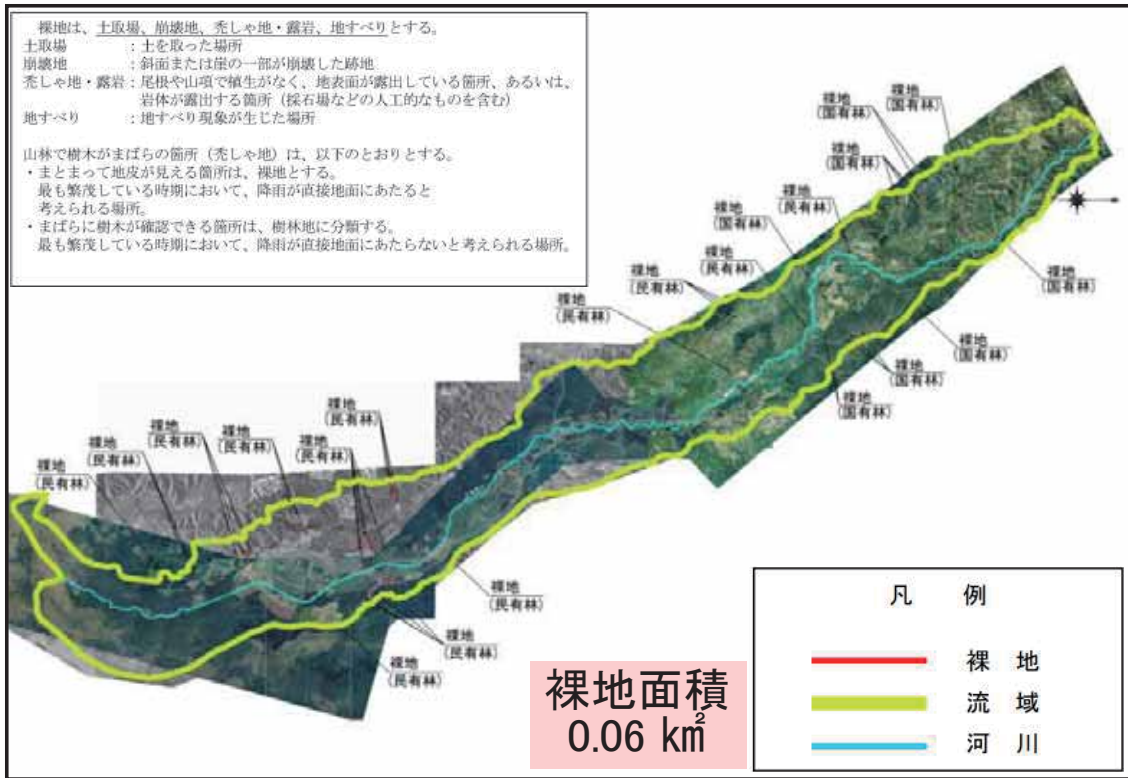 裸地は、土取場、崩壊地、禿しゃ地・露岩、地すべりとする。
土取場 ：土を取った場所
崩壊地 ：斜面または崖の一部が崩壊した跡地
禿しゃ地・露岩：尾根や山頂で植生がなく、地表面が露出している箇所、あるいは、
岩体が露出する箇所（採石場などの人工的なものを含む）
地すべり ：地すべり現象が生じた場所
山林で樹木がまばらの箇所（禿しゃ地）は、以下のとおりとする。
・まとまって地皮が見える箇所は、裸地とする。
最も繁茂している時期において、降雨が直接地面にあたると
考えられる場所。
・まばらに樹木が確認できる箇所は、樹林地に分類する。
最も繁茂している時期において、降雨が直接地面にあたらないと考えられる場所。
裸地
(国有林)
裸地
(国有林)
裸地
(国有林)
裸地
(民有林)
裸地
(国有林)
裸地
(民有林)
裸地
(民有林)
裸地
(民有林)
裸地
(国有林)
裸地
(国有林)
裸地
(国有林)
裸地
(国有林)
裸地
(民有林)
裸地
(民有林)
裸地
(民有林)
裸地
(民有林)
裸地
(民有林)
裸地
(民有林)
裸地
(民有林)
裸地
(民有林)
裸地
(民有林)
裸地面積
0.06 k㎡
凡 例
裸 地
流 域
河 川